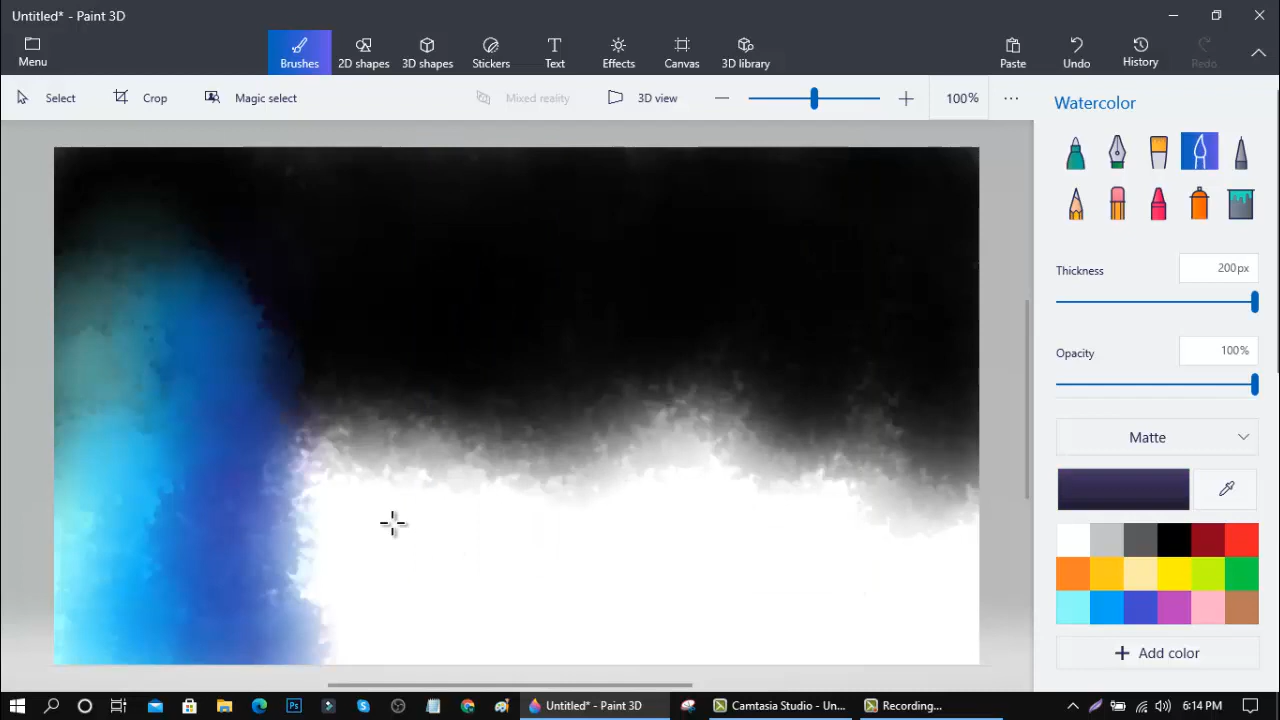 Untitled* - Paint 3D
Menu
Brushes
2D shapes
3D shapes
Stickers
Text
Effects
Canvas
3D library
Paste
Undo
History
Redo
Select
Crop
Magic select
Mixed reality
3D view
100%
Watercolor
Thickness
200px
Opacity
100%
Matte
Add color
Ps
Untitled* - Paint 3D
Camtasia Studio - Un...
Recording...
6:14 PM